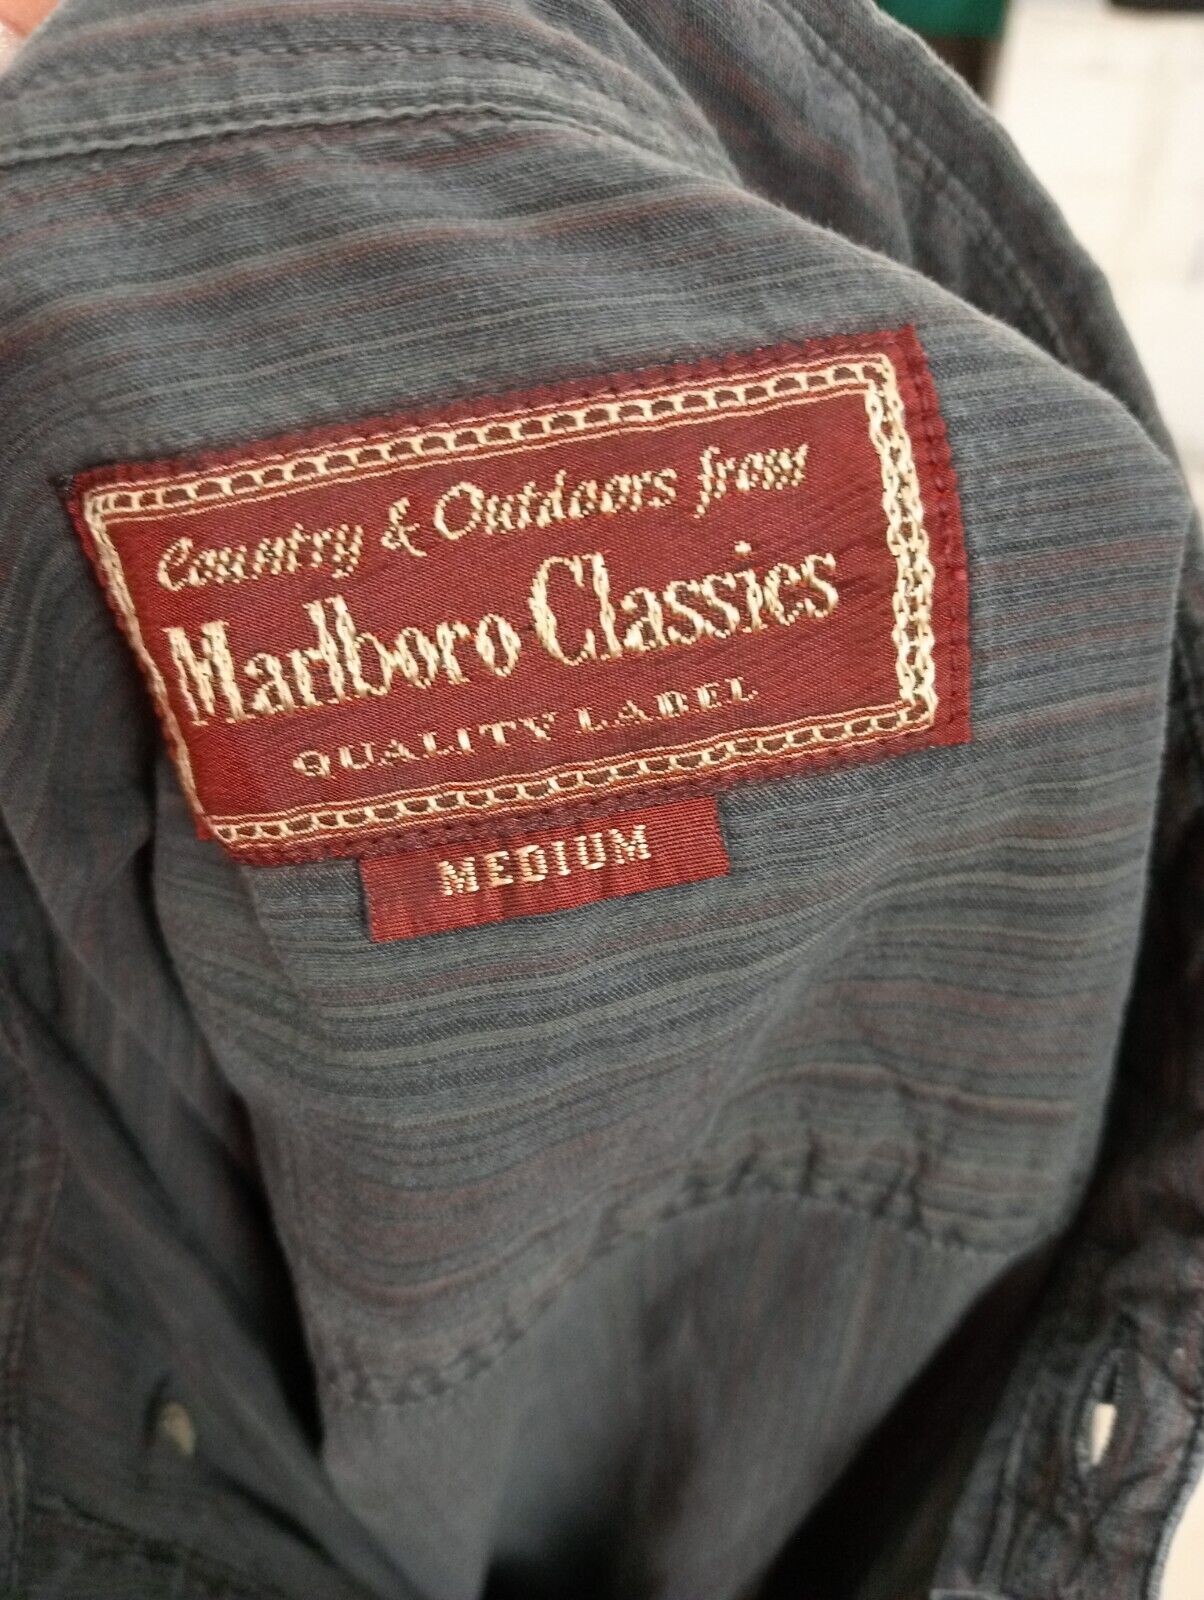 Country & Outdoors from
Marlboro Classics
QUALITY LABEL
MEDIUM